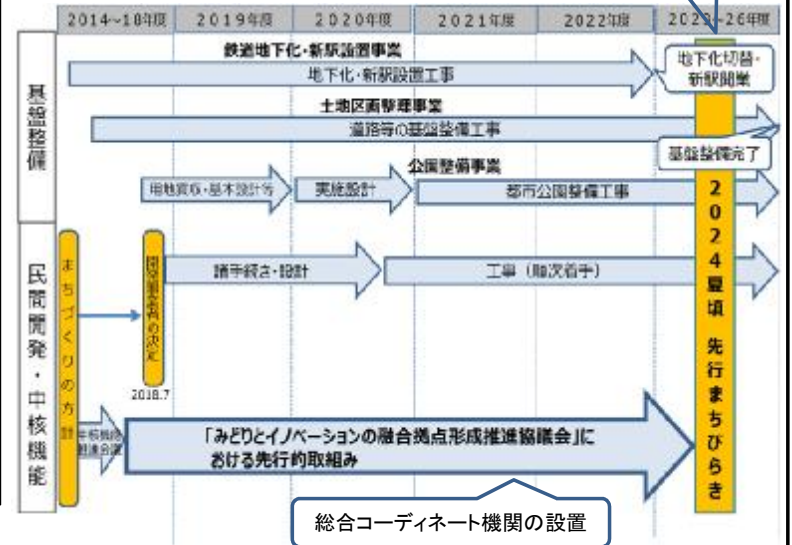 2014~18年度 2019年度 2020年度 2021年度 2022年度 2023~26年度
鉄道地下化・新駅設置事業
地下化・新駅設置工事
地下化切替・
新駅開業
土地区画整理事業
道路等の基盤整備工事
基盤整備完了
基盤整備
公園整備事業
用地買収・基本設計等 実施設計 都市公園整備工事
民間開発・中核機能
まちづくりの方針
開発事業者の決定
2018.7
諸手続き・設計 工事（順次着手）
中核機能
推進会議
「みどりとイノベーションの融合拠点形成推進協議会」に
おける先行的取組み
2024夏頃 先行まちびらき
総合コーディネート機関の設置